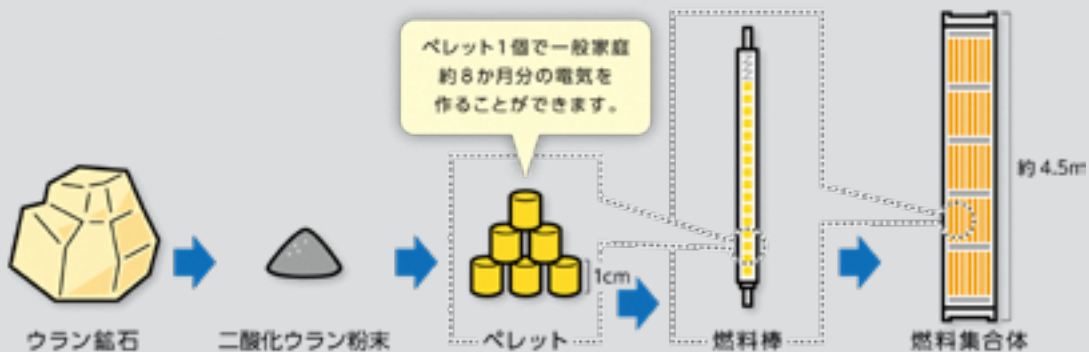 ペレット1個で一般家庭
約8か月分の電気を
作ることができます。
約4.5m
1cm
ウラン鉱石
二酸化ウラン粉末
ペレット
燃料棒
燃料集合体